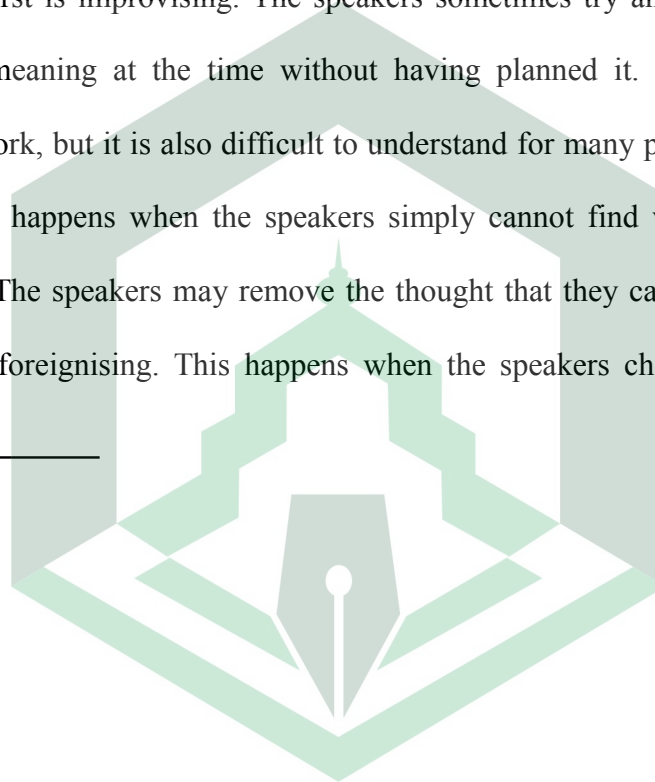 rst is improvising. The speakers sometimes try an
meaning at the time without having planned it.
ork, but it is also difficult to understand for many p
happens when the speakers simply cannot find
The speakers may remove the thought that they ca
foreignising. This happens when the speakers ch